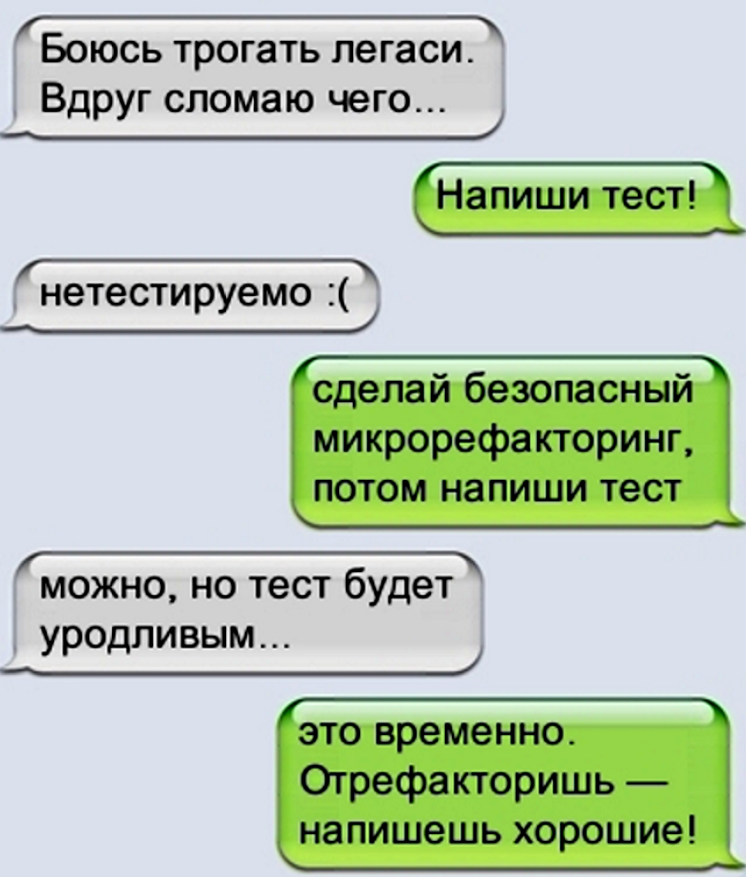 Боюсь трогать легаси.
Вдруг сломаю чего...
Напиши тест!
нетестируемо :(
сделай безопасный
микрорефакторинг,
потом напиши тест
можно, но тест будет
уродливым...
это временно.
Отрефакторишь —
напишешь хорошие!